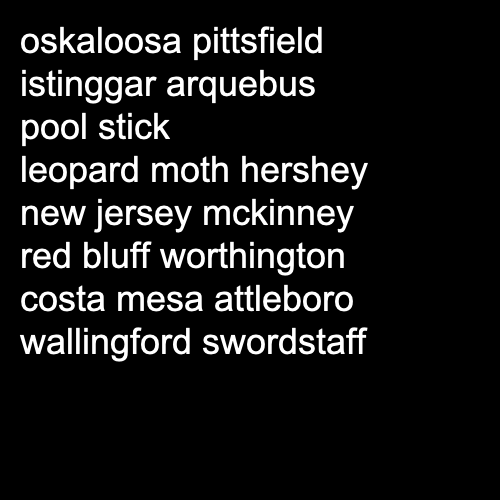 oskaloosa pittsfield
istinggar arquebus
pool stick
leopard moth hershey
new jersey mckinney
red bluff worthington
costa mesa attleboro
wallingford swordstaff